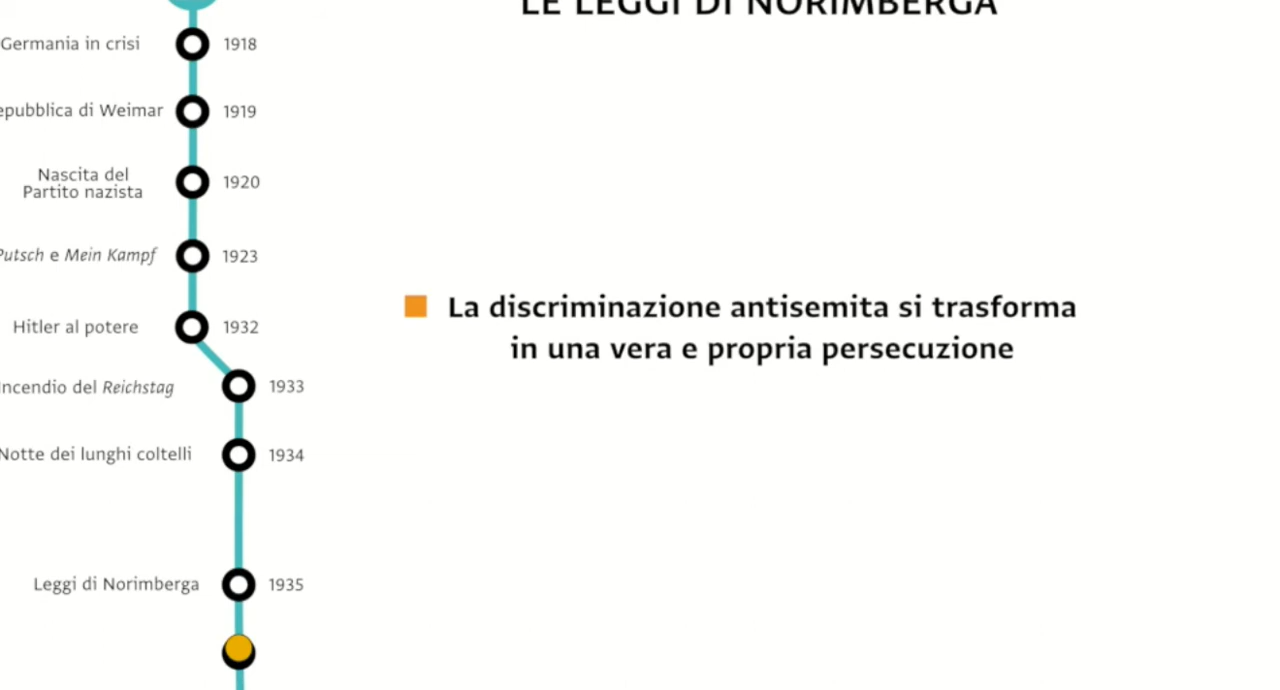 LE LEGGI DI NORIMBERGA
Germania in crisi 1918
epubblica di Weimar 1919
Nascita del
Partito nazista 1920
Putsch e Mein Kampf 1923
Hitler al potere 1932
Incendio del Reichstag 1933
Notte dei lunghi coltelli 1934
Leggi di Norimberga 1935
La discriminazione antisemita si trasforma
in una vera e propria persecuzione